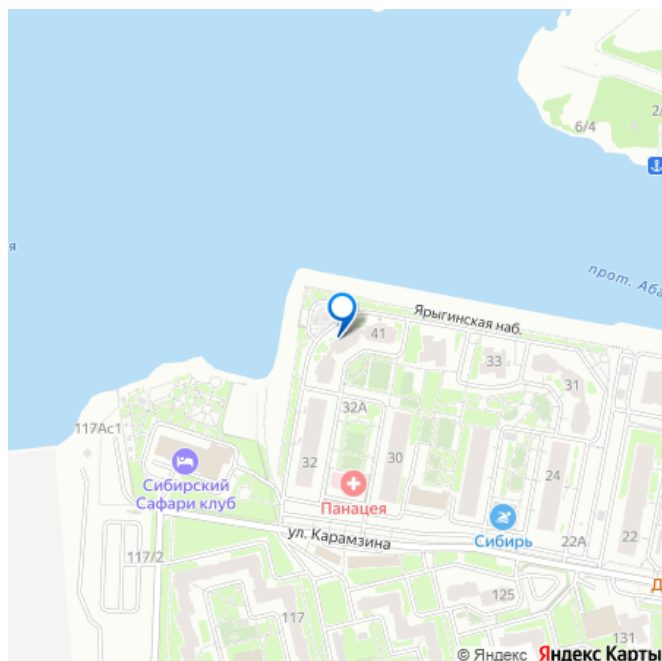 2/
6/4
я
прот. Аба
Ярыгинская наб.
41
33
31
32А
117Ас1
32
30
24
Сибирский
Сафари клуб
Панацея
Сибирь
ул. Карамзина
22А
22
117/2
Д
125
117
131
© Яндекс Яндекс Карты